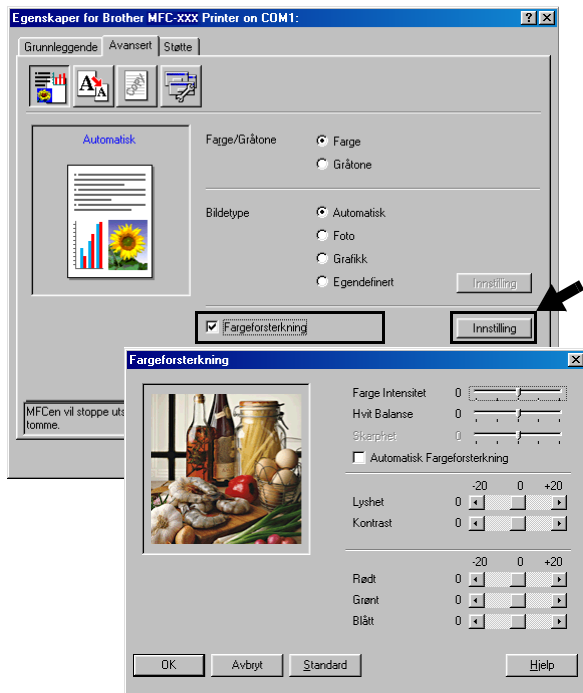 Egenskaper for Brother MFC-XXX Printer on COM1:
Grunnleggende Avansert Støtte
Automatisk
Farge/Gråtone
Farge
Gråtone
Bildetype
Automatisk
Foto
Grafikk
Egendefinert
Innstilling
Fargeforsterkning
Innstilling
MFCen vil stoppe uts
tomme.
Fargeforsterkning
Farge Intensitet 0
Hvit Balanse 0
Skarphet 0
Automatisk Fargeforsterkning
-20 0 +20
Lyshet 0
Kontrast 0
-20 0 +20
Rødt 0
Grønt 0
Blått 0
OK Avbryt Standard Hjelp